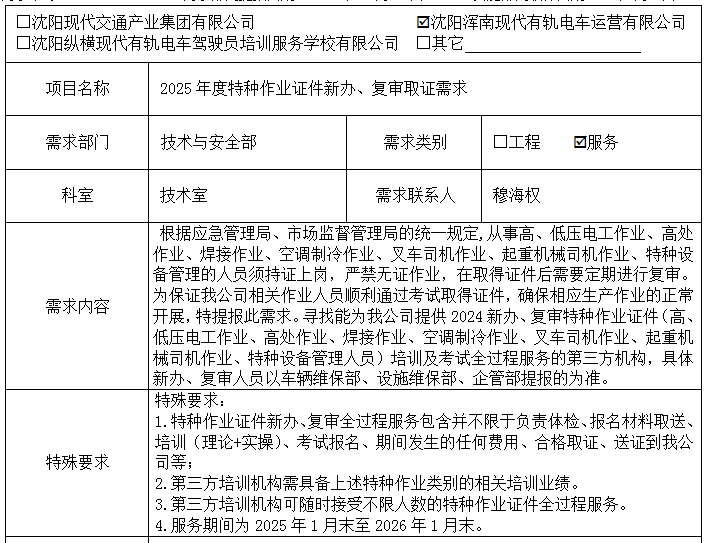 □沈阳现代交通产业集团有限公司 ☑沈阳浑南现代有轨电车运营有限公司
□沈阳纵横现代有轨电车驾驶员培训服务学校有限公司 □其它
项目名称 2025年度特种作业证件新办、复审取证需求
需求部门 技术与安全部 需求类别 □工程 ☑服务
科室 技术室 需求联系人 穆海权
需求内容
根据应急管理局、市场监督管理局的统一规定,从事高、低压电工作业、高处
作业、焊接作业、空调制冷作业、叉车司机作业、起重机械司机作业、特种设
备管理的人员须持证上岗，严禁无证作业，在取得证件后需要定期进行复审。
为保证我公司相关作业人员顺利通过考试取得证件，确保相应生产作业的正常
开展，特提报此需求。寻找能为我公司提供2024新办、复审特种作业证件（高、
低压电工作业、高处作业、焊接作业、空调制冷作业、叉车司机作业、起重机
械司机作业、特种设备管理人员）培训及考试全过程服务的第三方机构，具体
新办、复审人员以车辆维保部、设施维保部、企管部提报的为准。
特殊要求
特殊要求：
1.特种作业证件新办、复审全过程服务包含并不限于负责体检、报名材料取送、
培训（理论+实操）、考试报名、期间发生的任何费用、合格取证、送证到我公
司等；
2.第三方培训机构需具备上述特种作业类别的相关培训业绩。
3.第三方培训机构可随时接受不限人数的特种作业证件全过程服务。
4.服务期间为2025年1月末至2026年1月末。